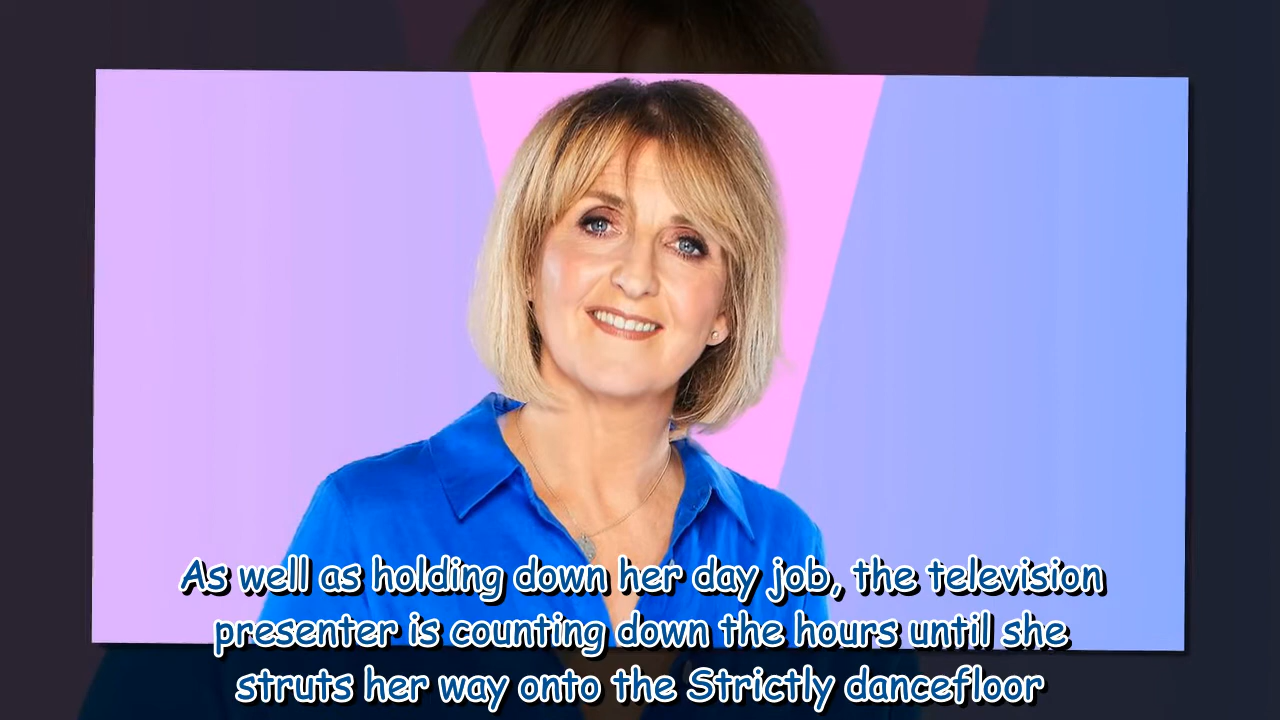 As well as holding down her day job, the television
presenter is counting down the hours until she
struts her way onto the Strictly dancefloor